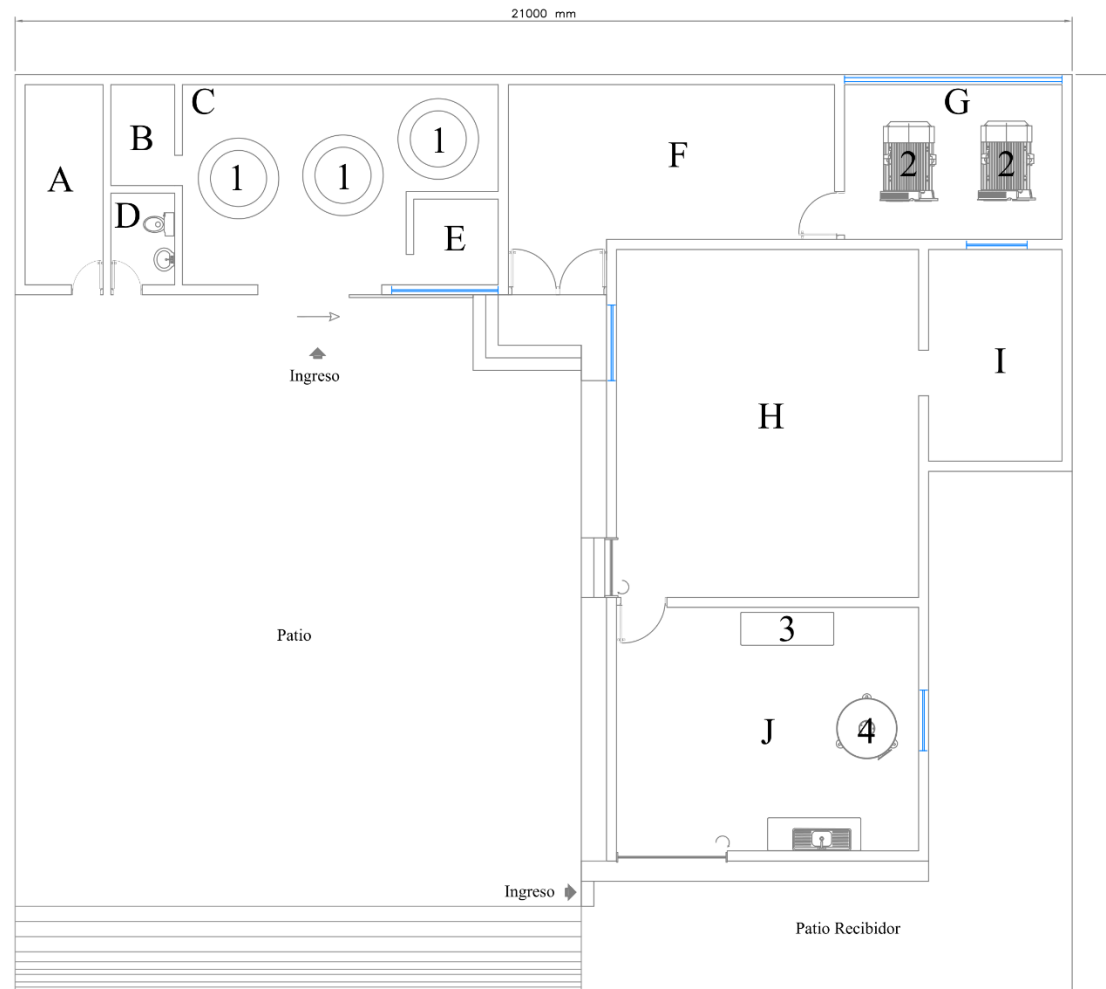 21000 mm
C
G
B
1
F
2
2
A
1
1
D
E
Ingreso
I
H
Patio
3
J
4
Ingreso
Patio Recibidor